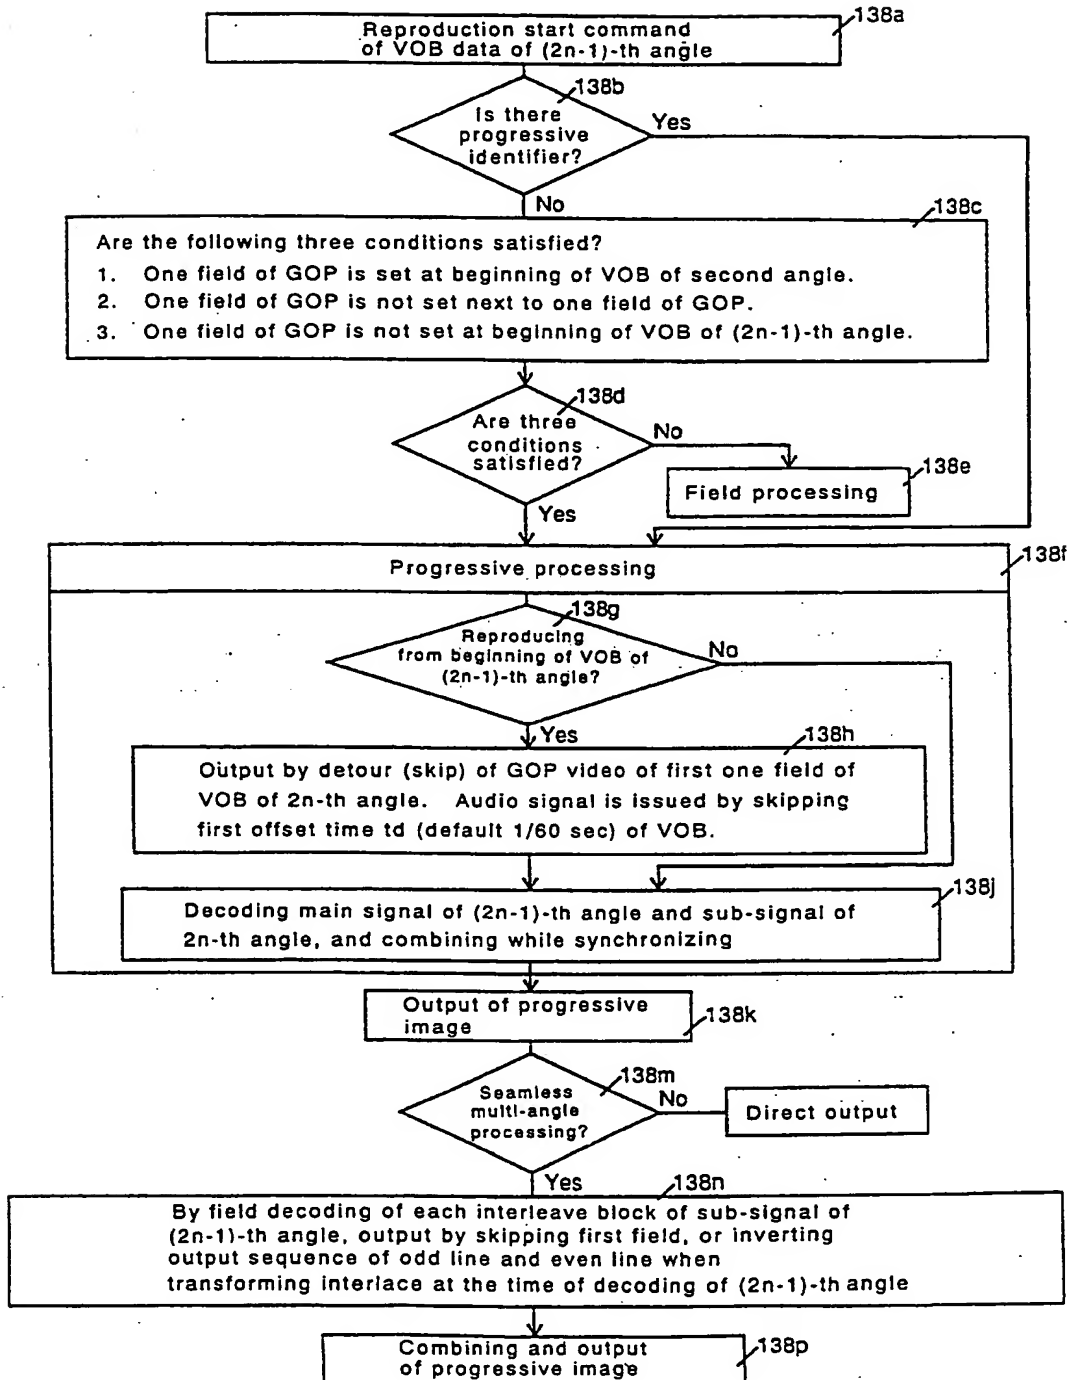 138a
Reproduction start command
of VOB data of (2n-1)-th angle
138b
Is there
progressive
identifier?
Yes
No
138c
Are the following three conditions satisfied?
1. One field of GOP is set at beginning of VOB of second angle.
2. One field of GOP is not set next to one field of GOP.
3. One field of GOP is not set at beginning of VOB of (2n-1)-th angle.
138d
Are three
conditions
satisfied?
No
138e
Field processing
Yes
138f
Progressive processing
138g
Reproducing
from beginning of VOB of
(2n-1)-th angle?
No
Yes
138h
Output by detour (skip) of GOP video of first one field of
VOB of 2n-th angle. Audio signal is issued by skipping
first offset time td (default 1/60 sec) of VOB.
138j
Decoding main signal of (2n-1)-th angle and sub-signal of
2n-th angle, and combining while synchronizing
Output of progressive
image
138k
138m
Seamless
multi-angle
processing?
No
Direct output
Yes
138n
By field decoding of each interleave block of sub-signal of
(2n-1)-th angle, output by skipping first field, or inverting
output sequence of odd line and even line when
transforming interlace at the time of decoding of (2n-1)-th angle
Combining and output
of progressive image
138p